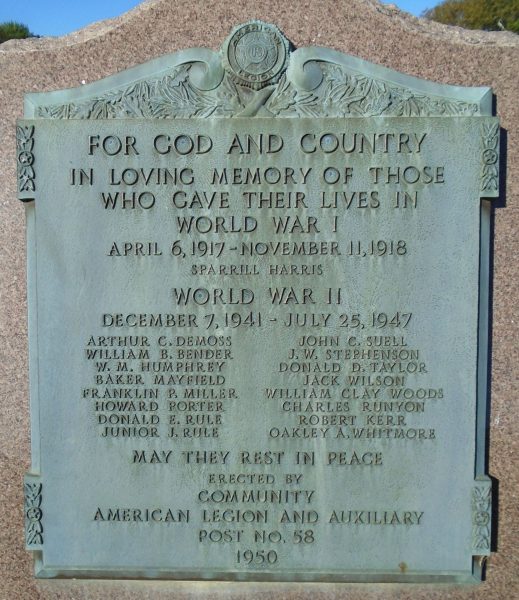 AMERICAN
LEGION
FOR GOD AND COUNTRY
IN LOVING MEMORY OF THOSE
WHO GAVE THEIR LIVES IN
WORLD WAR I
APRIL 6, 1917 - NOVEMBER 11, 1918
SPARRILL HARRIS
WORLD WAR II
DECEMBER 7, 1941 - JULY 25, 1947
ARTHUR C. DEMOSS
WILLIAM B. BENDER
W. M. HUMPHREY
BAKER MAYFIELD
FRANKLIN P. MILLER
HOWARD PORTER
DONALD E. RULE
JUNIOR J. RULE
JOHN C. SUELL
J. W. STEPHENSON
DONALD D. TAYLOR
JACK WILSON
WILLIAM CLAY WOODS
CHARLES RUNYON
ROBERT KERR
OAKLEY A. WHITMORE
MAY THEY REST IN PEACE
ERECTED BY
COMMUNITY
AMERICAN LEGION AND AUXILIARY
POST NO. 58
1950